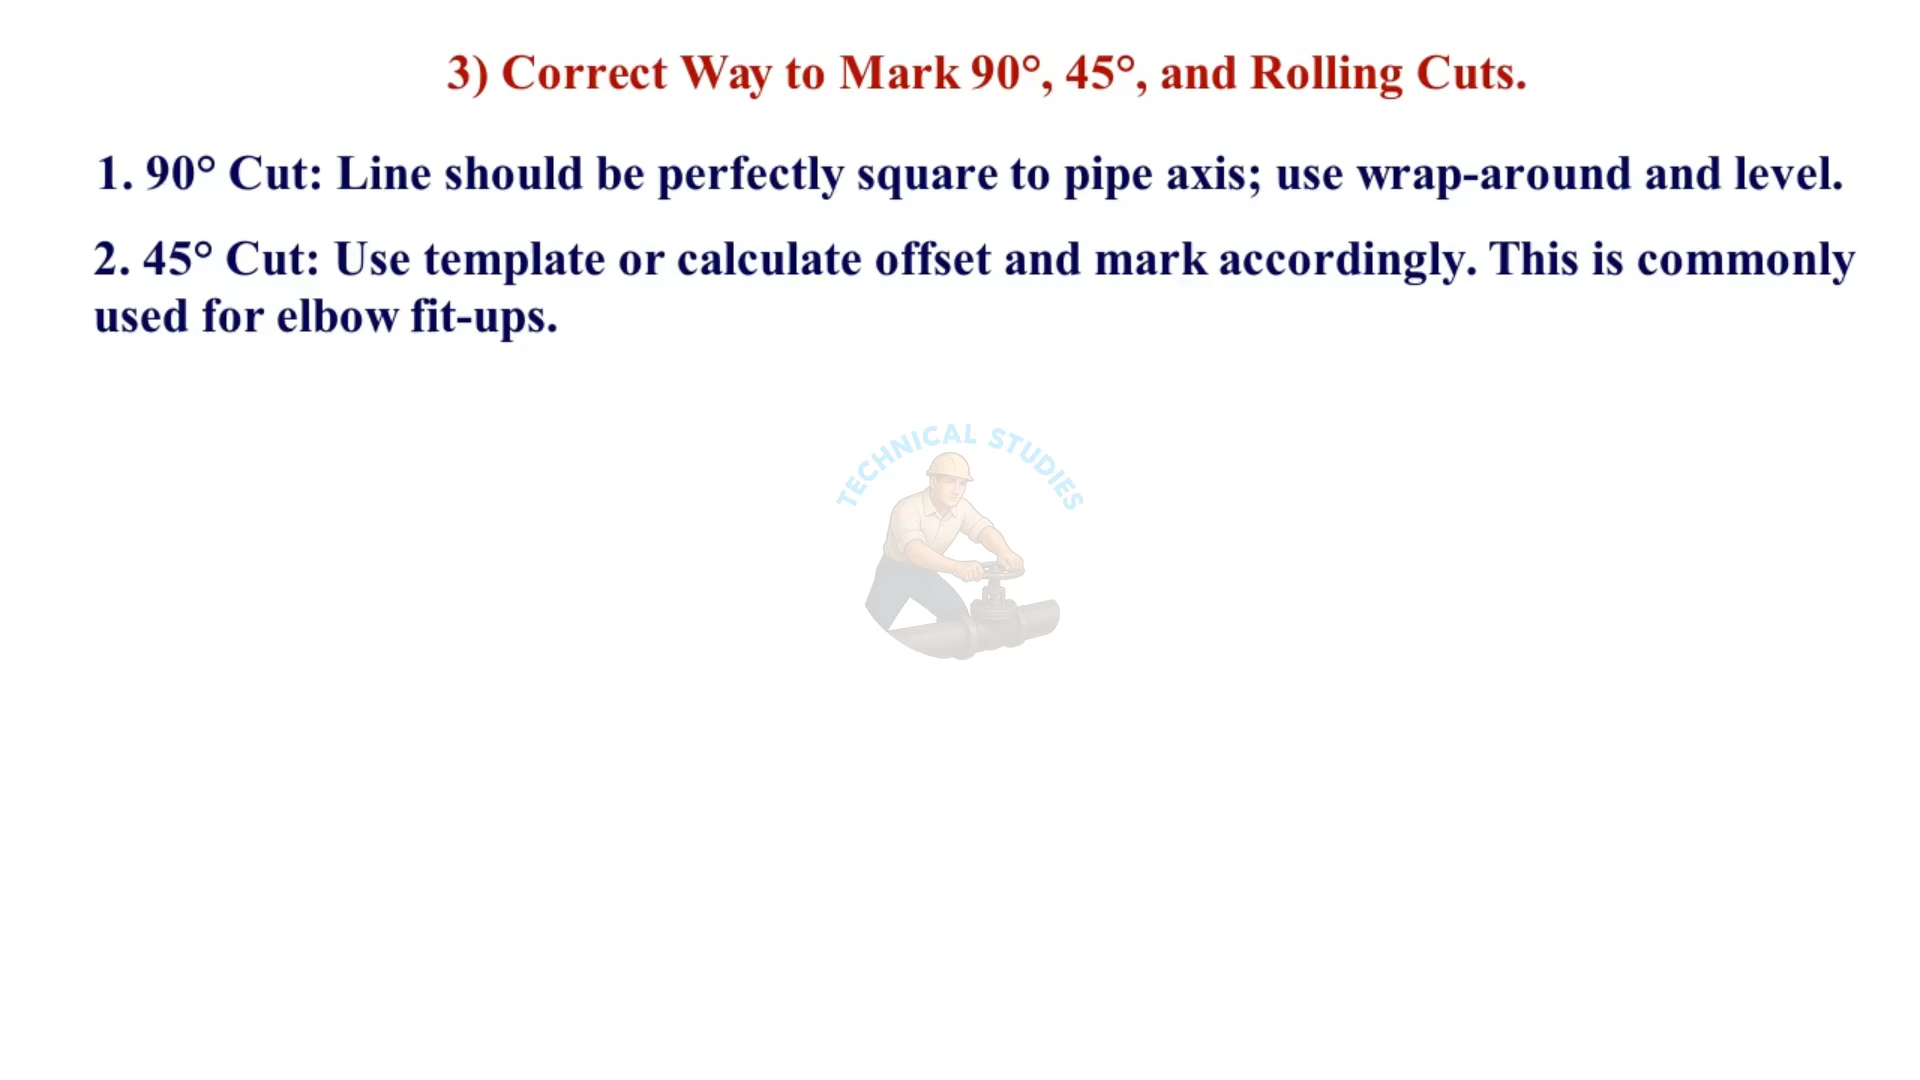 3) Correct Way to Mark 90°, 45°, and Rolling Cuts.
1. 90° Cut: Line should be perfectly square to pipe axis; use wrap-around and level.
2. 45° Cut: Use template or calculate offset and mark accordingly. This is commonly
used for elbow fit-ups.
TECHNICAL STUDIES